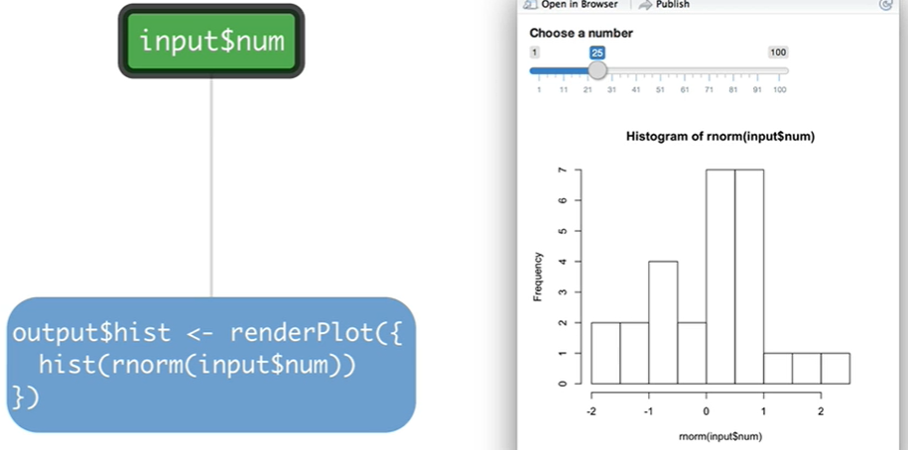 input$num
output$hist <- renderPlot({
hist(rnorm(input$num))
})
Open in Browser
Publish
Choose a number
1 25 100
1 11 21 31 41 51 61 71 81 91 100
Histogram of rnorm(input$num)
Frequency
7
6
5
4
3
2
1
0
-2 -1 0 1 2
rnorm(input$num)